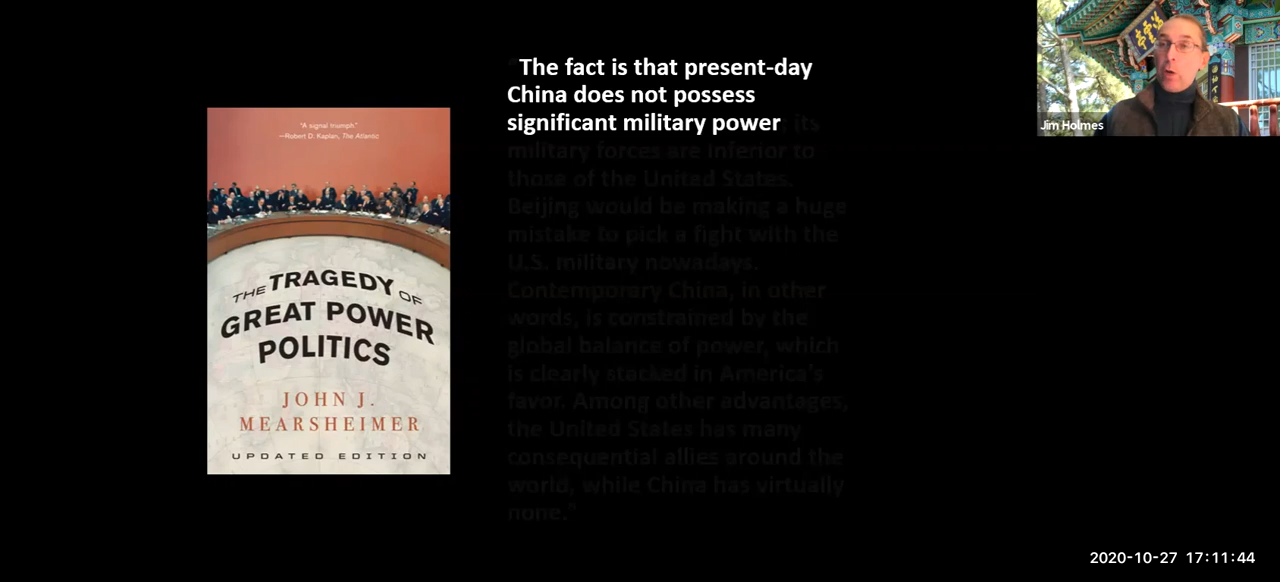 "A signal triumph."
—Robert D. Kaplan, The Atlantic
THE TRAGEDY OF
GREAT POWER
POLITICS
JOHN J.
MEARSHEIMER
UPDATED EDITION
The fact is that present-day
China does not possess
significant military power; its
military forces are inferior to
those of the United States.
Beijing would be making a huge
mistake to pick a fight with the
U.S. military nowadays.
Contemporary China, in other
words, is constrained by the
global balance of power, which
is clearly stacked in America's
favor. Among other advantages,
the United States has many
consequential allies around the
world, while China has virtually
none."
Jim Holmes
2020-10-27 17:11:44